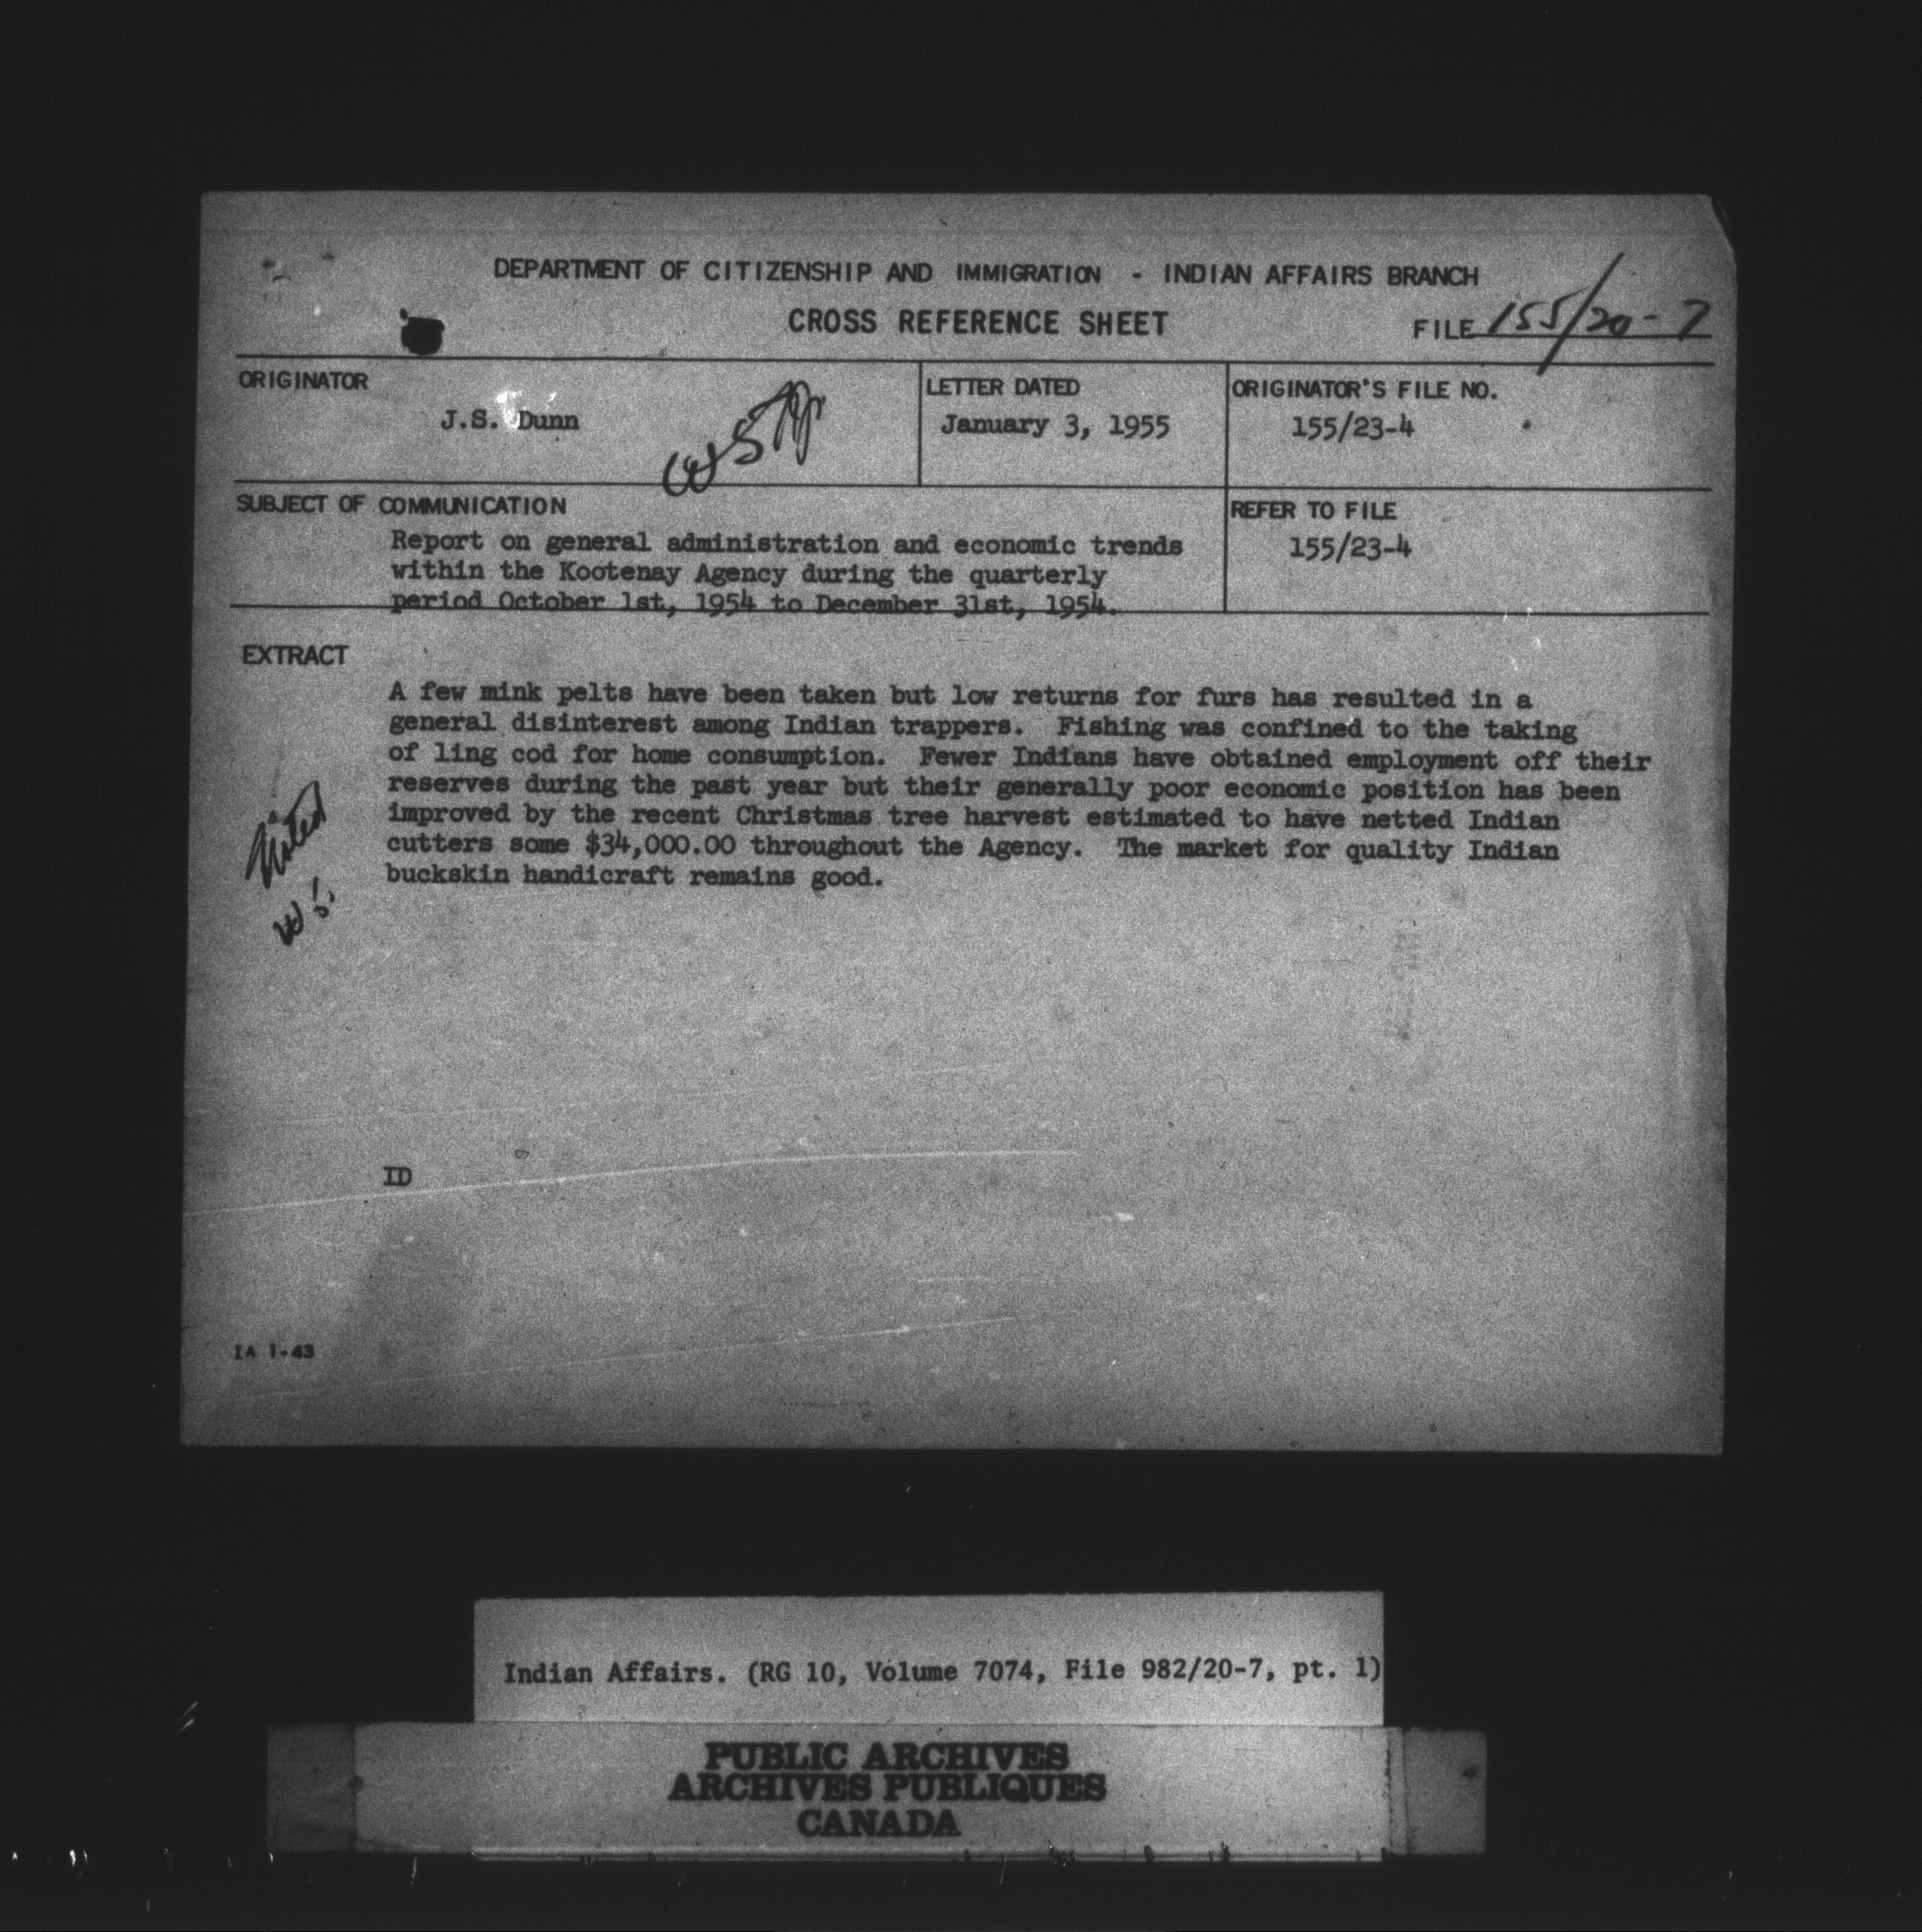 DEPARTMENT OF CITIZENSHIP AND IMMIGRATION - INDIAN AFFAIRS BRANCH
CROSS REFERENCE SHEET
FILE 155/20-7
ORIGINATOR
J.S. Dunn
LETTER DATED
January 3, 1955
ORIGINATOR'S FILE NO.
155/23-4
SUBJECT OF COMMUNICATION
Report on general administration and economic trends
within the Kootenay Agency during the quarterly
period October 1st, 1954 to December 31st, 1954.
REFER TO FILE
155/23-4
EXTRACT
A few mink pelts have been taken but low returns for furs has resulted in a
general disinterest among Indian trappers. Fishing was confined to the taking
of ling cod for home consumption. Fewer Indians have obtained employment off their
reserves during the past year but their generally poor economic position has been
improved by the recent Christmas tree harvest estimated to have netted Indian
cutters some $34,000.00 throughout the Agency. The market for quality Indian
buckskin handicraft remains good.
Noted
ID
IA 1-43
Indian Affairs. (RG 10, Volume 7074, File 982/20-7, pt. 1)
PUBLIC ARCHIVES
ARCHIVES PUBLIQUES
CANADA